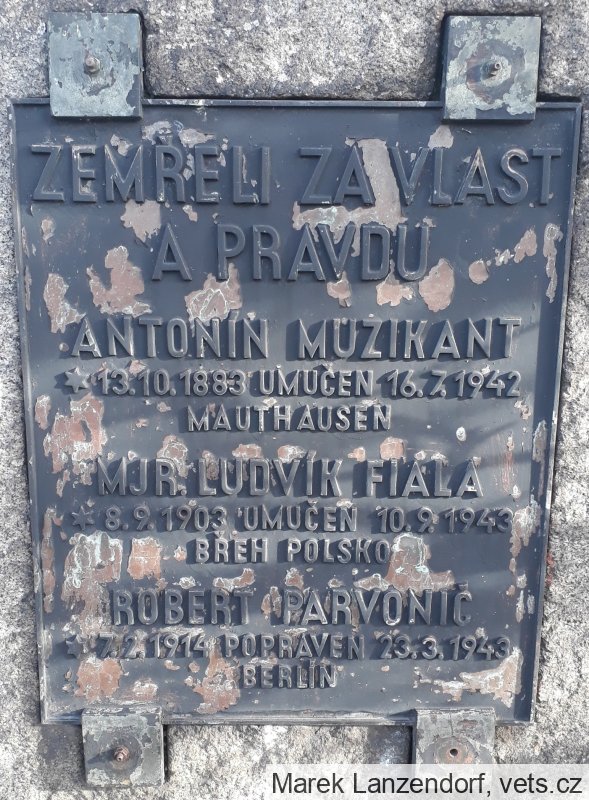 ZEMŘELI ZA VLAST
A PRAVDU
ANTONÍN MUZIKANT
* 13.10.1883 UMUČEN 16.7.1942
MAUTHAUSEN
MJR. LUDVÍK FIALA
* 8.9.1903 UMUČEN 10.9.1943
BŘEH POLSKO
ROBERT PARVONIČ
* 7.2.1914 POPRAVEN 23.3.1943
BERLÍN
Marek Lanzendorf, vets.cz